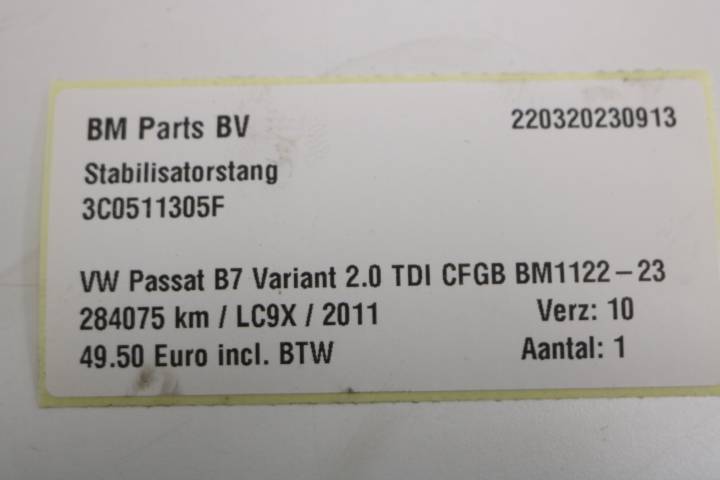 BM Parts BV 220320230913
Stabilisatorstang
3C0511305F
VW Passat B7 Variant 2.0 TDI CFGB BM1122-23
284075 km / LC9X / 2011 Verz: 10
49.50 Euro incl. BTW Aantal: 1